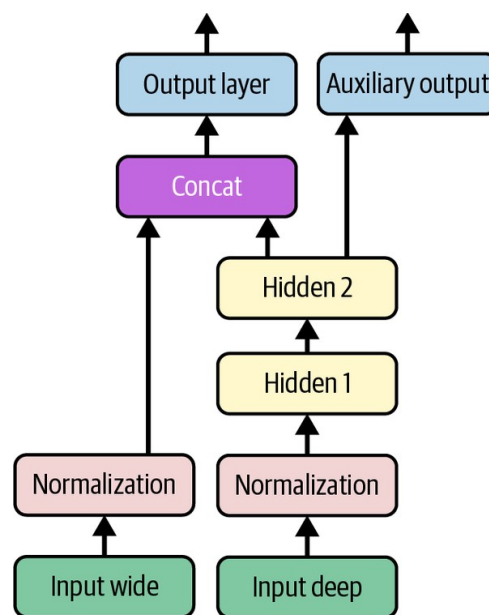 Output layer
Auxiliary output
Concat
Hidden 2
Hidden 1
Normalization
Normalization
Input wide
Input deep